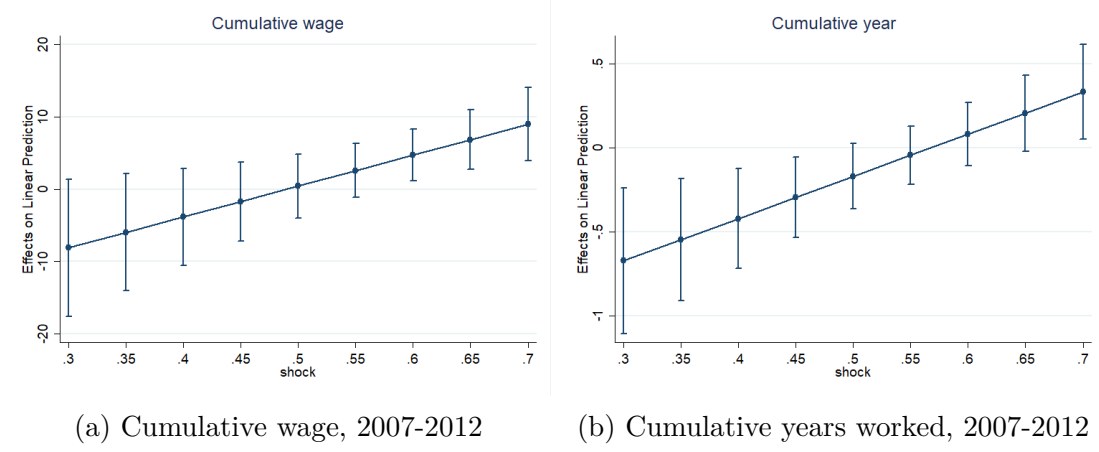 Cumulative wage
20
10
0
-10
-20
Effects on Linear Prediction
.3 .35 .4 .45 .5 .55 .6 .65 .7
shock
(a) Cumulative wage, 2007-2012
Cumulative year
.5
0
-.5
-1
Effects on Linear Prediction
.3 .35 .4 .45 .5 .55 .6 .65 .7
shock
(b) Cumulative years worked, 2007-2012